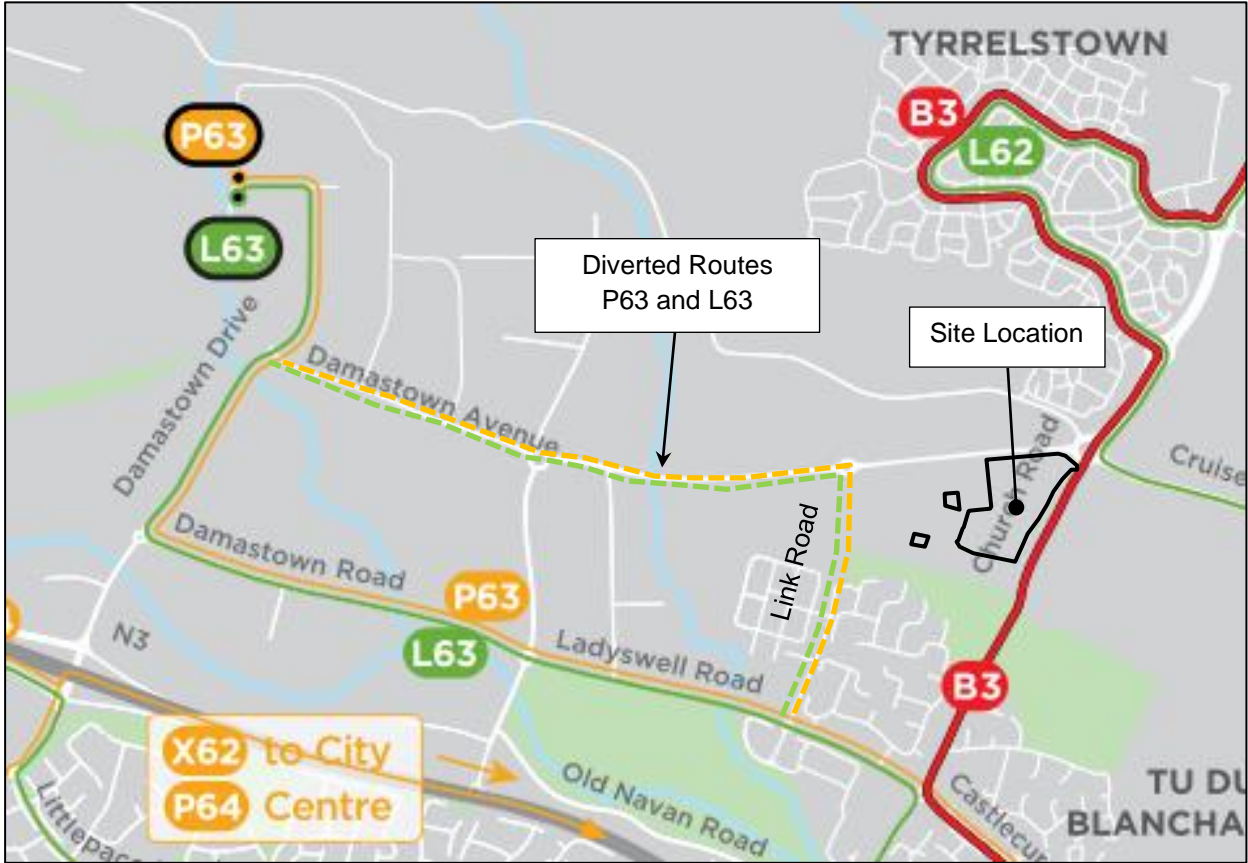 TYRRELSTOWN
B3
P63
L62
L63
Diverted Routes
P63 and L63
Site Location
Damastown Drive
Damastown Avenue
Church Road
Cruise
Link Road
Damastown Road
P63
N3
L63
Ladyswell Road
B3
X62 to City
P64 Centre
Old Navan Road
Castlecur
TU DU
BLANCHA
Littlepace